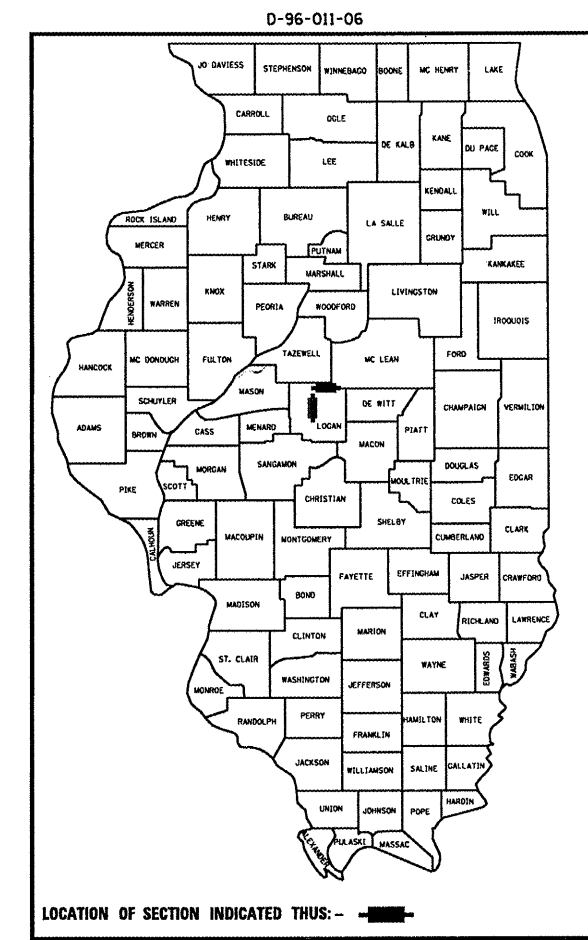 D-96-011-06
JO DAVIESS STEPHENSON WINNEBAGO BOONE MC HENRY LAKE
CARROLL OGLE DE KALB KANE DU PAGE COOK
WHITESIDE LEE
KENDALL
ROCK ISLAND HENRY BUREAU LA SALLE WILL
MERCER PUTNAM GRUNDY
STARK MARSHALL KANKAKEE
HENDERSON WARREN KNOX PEORIA WOODFORD LIVINGSTON IROQUOIS
HANCOCK MC DONOUGH FULTON TAZEWELL MC LEAN FORD
MASON
ADAMS SCHUYLER DE WITT CHAMPAIGN VERMILION
BROWN CASS MENARD LOGAN PIATT
MACON
PIKE SCOTT MORGAN SANGAMON MOULTRIE DOUGLAS EDGAR
CHRISTIAN COLES
CALHOUN GREENE MACOUPIN MONTGOMERY SHELBY CUMBERLAND CLARK
JERSEY FAYETTE EFFINGHAM JASPER CRAWFORD
MADISON BOND
CLINTON MARION CLAY RICHLAND LAWRENCE
ST. CLAIR WAYNE EDWARDS WABASH
MONROE WASHINGTON JEFFERSON
RANDOLPH PERRY HAMILTON WHITE
FRANKLIN
JACKSON WILLIAMSON SALINE GALLATIN
UNION JOHNSON POPE HARDIN
ALEXANDER PULASKI MASSAC
LOCATION OF SECTION INDICATED THUS:-